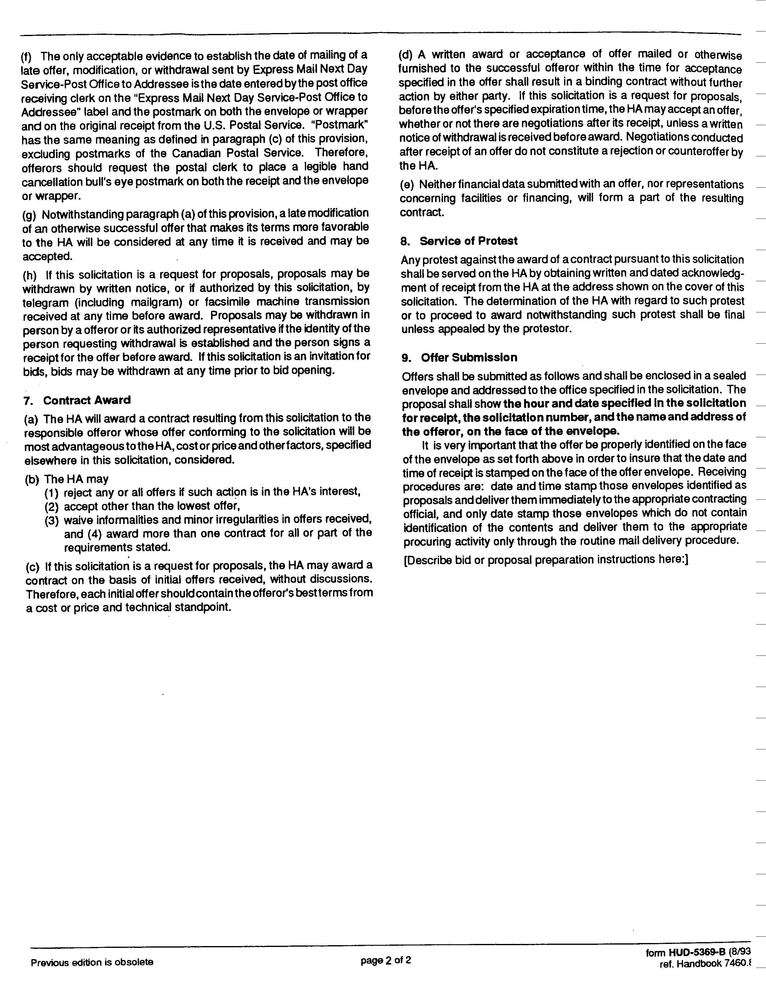 (f) The only acceptable evidence to establish the date of mailing of a
late offer, modification, or withdrawal sent by Express Mail Next Day
Service-Post Office to Addressee is the date entered by the post office
receiving clerk on the "Express Mail Next Day Service-Post Office to
Addressee" label and the postmark on both the envelope or wrapper
and on the original receipt from the U.S. Postal Service. "Postmark"
has the same meaning as defined in paragraph (c) of this provision,
excluding postmarks of the Canadian Postal Service. Therefore,
offerors should request the postal clerk to place a legible hand
cancellation bull's eye postmark on both the receipt and the envelope
or wrapper.
(g) Notwithstanding paragraph (a) of this provision, a late modification
of an otherwise successful offer that makes its terms more favorable
to the HA will be considered at any time it is received and may be
accepted.
(h) If this solicitation is a request for proposals, proposals may be
withdrawn by written notice, or if authorized by this solicitation, by
telegram (including mailgram) or facsimile machine transmission
received at any time before award. Proposals may be withdrawn in
person by a offeror or its authorized representative if the identity of the
person requesting withdrawal is established and the person signs a
receipt for the offer before award. If this solicitation is an invitation for
bids, bids may be withdrawn at any time prior to bid opening.
7. Contract Award
(a) The HA will award a contract resulting from this solicitation to the
responsible offeror whose offer conforming to the solicitation will be
most advantageous to the HA, cost or price and other factors, specified
elsewhere in this solicitation, considered.
(b) The HA may
(1) reject any or all offers if such action is in the HA's interest,
(2) accept other than the lowest offer,
(3) waive informalities and minor irregularities in offers received,
and (4) award more than one contract for all or part of the
requirements stated.
(c) If this solicitation is a request for proposals, the HA may award a
contract on the basis of initial offers received, without discussions.
Therefore, each initial offer should contain the offeror's best terms from
a cost or price and technical standpoint.
(d) A written award or acceptance of offer mailed or otherwise
furnished to the successful offeror within the time for acceptance
specified in the offer shall result in a binding contract without further
action by either party. If this solicitation is a request for proposals,
before the offer's specified expiration time, the HA may accept an offer,
whether or not there are negotiations after its receipt, unless a written
notice of withdrawal is received before award. Negotiations conducted
after receipt of an offer do not constitute a rejection or counteroffer by
the HA.
(e) Neither financial data submitted with an offer, nor representations
concerning facilities or financing, will form a part of the resulting
contract.
8. Service of Protest
Any protest against the award of a contract pursuant to this solicitation
shall be served on the HA by obtaining written and dated acknowledg-
ment of receipt from the HA at the address shown on the cover of this
solicitation. The determination of the HA with regard to such protest
or to proceed to award notwithstanding such protest shall be final
unless appealed by the protestor.
9. Offer Submission
Offers shall be submitted as follows and shall be enclosed in a sealed
envelope and addressed to the office specified in the solicitation. The
proposal shall show the hour and date specified in the solicitation
for receipt, the solicitation number, and the name and address of
the offeror, on the face of the envelope.
It is very important that the offer be properly identified on the face
of the envelope as set forth above in order to insure that the date and
time of receipt is stamped on the face of the offer envelope. Receiving
procedures are: date and time stamp those envelopes identified as
proposals and deliver them immediately to the appropriate contracting
official, and only date stamp those envelopes which do not contain
identification of the contents and deliver them to the appropriate
procuring activity only through the routine mail delivery procedure.
[Describe bid or proposal preparation instructions here:]
Previous edition is obsolete
page 2 of 2
form HUD-5369-B (8/93
ref. Handbook 7460.